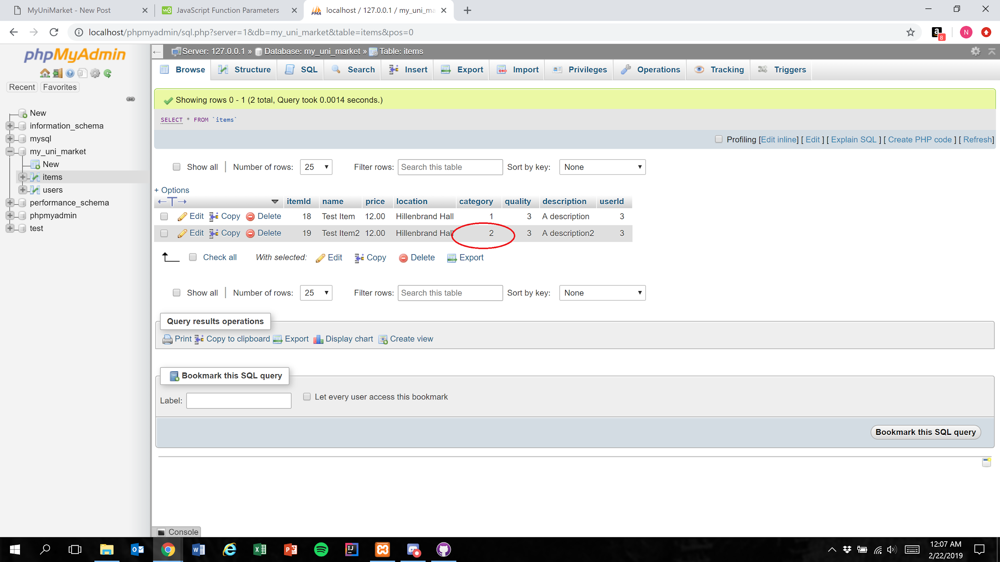 MyUniMarket - New Post
JavaScript Function Parameters
localhost / 127.0.0.1 / my_uni_ma
localhost/phpmyadmin/sql.php?server=1&db=my_uni_market&table=items&pos=0
8
N
phpMyAdmin
Recent Favorites
New
information_schema
mysql
my_uni_market
New
items
users
performance_schema
phpmyadmin
test
Server: 127.0.0.1 » Database: my_uni_market » Table: items
Browse Structure SQL Search Insert Export Import Privileges Operations Tracking Triggers
Showing rows 0 - 1 (2 total, Query took 0.0014 seconds.)
SELECT * FROM `items`
Profiling [Edit inline] [ Edit ] [ Explain SQL ] [ Create PHP code ] [ Refresh]
Show all Number of rows: 25 Filter rows: Search this table Sort by key: None
+ Options
itemId name price location category quality description userId
Edit Copy Delete 18 Test Item 12.00 Hillenbrand Hall 1 3 A description 3
Edit Copy Delete 19 Test Item2 12.00 Hillenbrand Hall 2 3 A description2 3
Check all With selected: Edit Copy Delete Export
Show all Number of rows: 25 Filter rows: Search this table Sort by key: None
Query results operations
Print Copy to clipboard Export Display chart Create view
Bookmark this SQL query
Label: Let every user access this bookmark
Bookmark this SQL query
Console
12:07 AM
2/22/2019